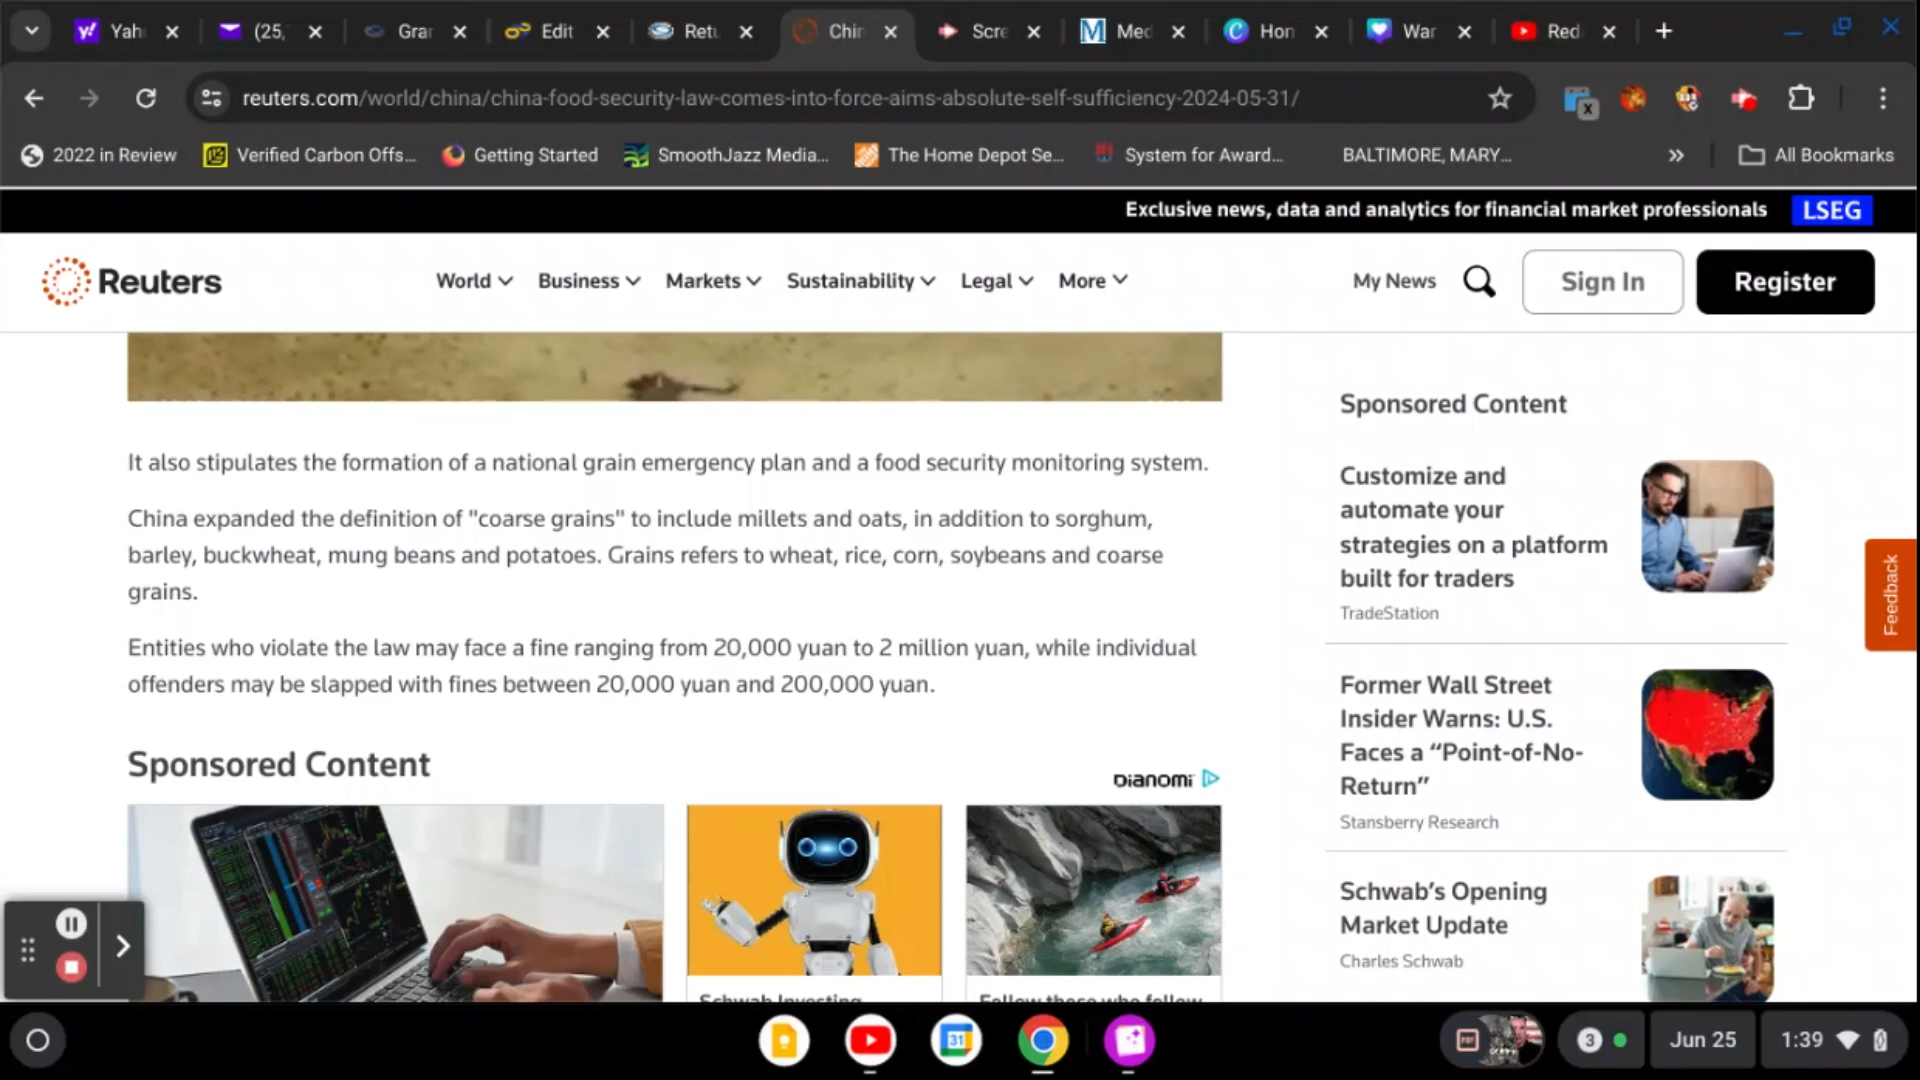 Yah
(25,
Gra
Edit
Retu
Chin
Scre
Med
Hon
War
Red
reuters.com/world/china/china-food-security-law-comes-into-force-aims-absolute-self-sufficiency-2024-05-31/
2022 in Review
Verified Carbon Offs...
Getting Started
SmoothJazz Media...
The Home Depot Se...
System for Award...
BALTIMORE, MARY...
All Bookmarks
Exclusive news, data and analytics for financial market professionals LSEG
Reuters
World
Business
Markets
Sustainability
Legal
More
My News
Sign In
Register
It also stipulates the formation of a national grain emergency plan and a food security monitoring system.
China expanded the definition of "coarse grains" to include millets and oats, in addition to sorghum,
barley, buckwheat, mung beans and potatoes. Grains refers to wheat, rice, corn, soybeans and coarse
grains.
Entities who violate the law may face a fine ranging from 20,000 yuan to 2 million yuan, while individual
offenders may be slapped with fines between 20,000 yuan and 200,000 yuan.
Sponsored Content
DIANOMI
Schwab Investing
Follow those who follow
Sponsored Content
Customize and
automate your
strategies on a platform
built for traders
TradeStation
Former Wall Street
Insider Warns: U.S.
Faces a “Point-of-No-
Return”
Stansberry Research
Schwab’s Opening
Market Update
Charles Schwab
Feedback
31
3
Jun 25
1:39